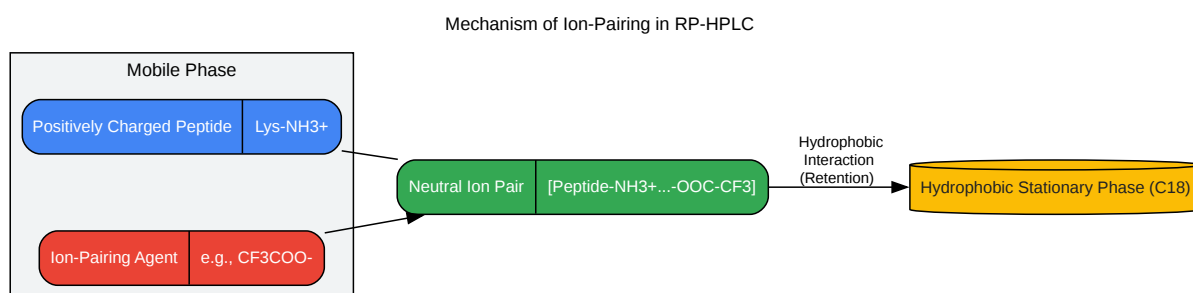 Mechanism of Ion-Pairing in RP-HPLC
Mobile Phase
Positively Charged Peptide
Lys-NH3+
Ion-Pairing Agent
e.g., CF3COO-
Neutral Ion Pair
[Peptide-NH3+...-OOC-CF3]
Hydrophobic
Interaction
(Retention)
Hydrophobic Stationary Phase (C18)